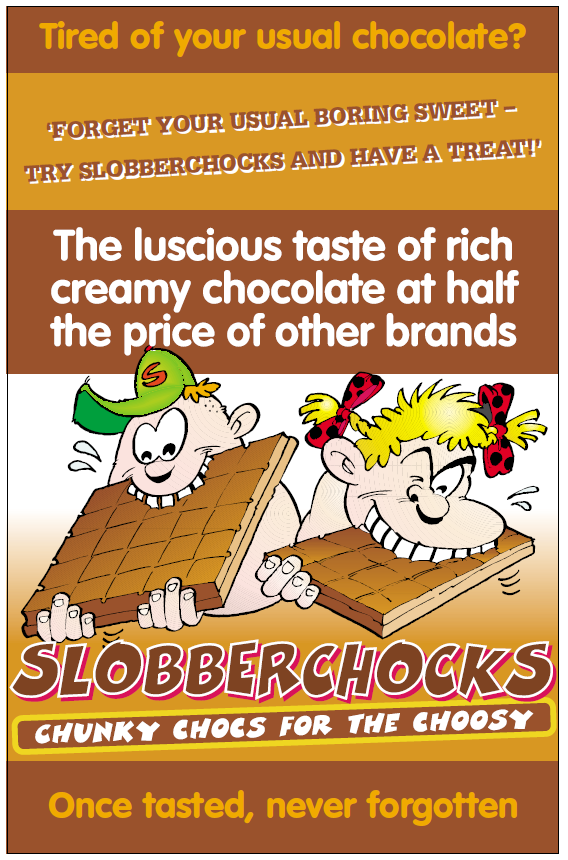 Tired of your usual chocolate?
'FORGET YOUR USUAL BORING SWEET –
TRY SLOBBERCHOCKS AND HAVE A TREAT!'
The luscious taste of rich
creamy chocolate at half
the price of other brands
S
SLOBBERCHOCKS
CHUNKY CHOCS FOR THE CHOOSY
Once tasted, never forgotten